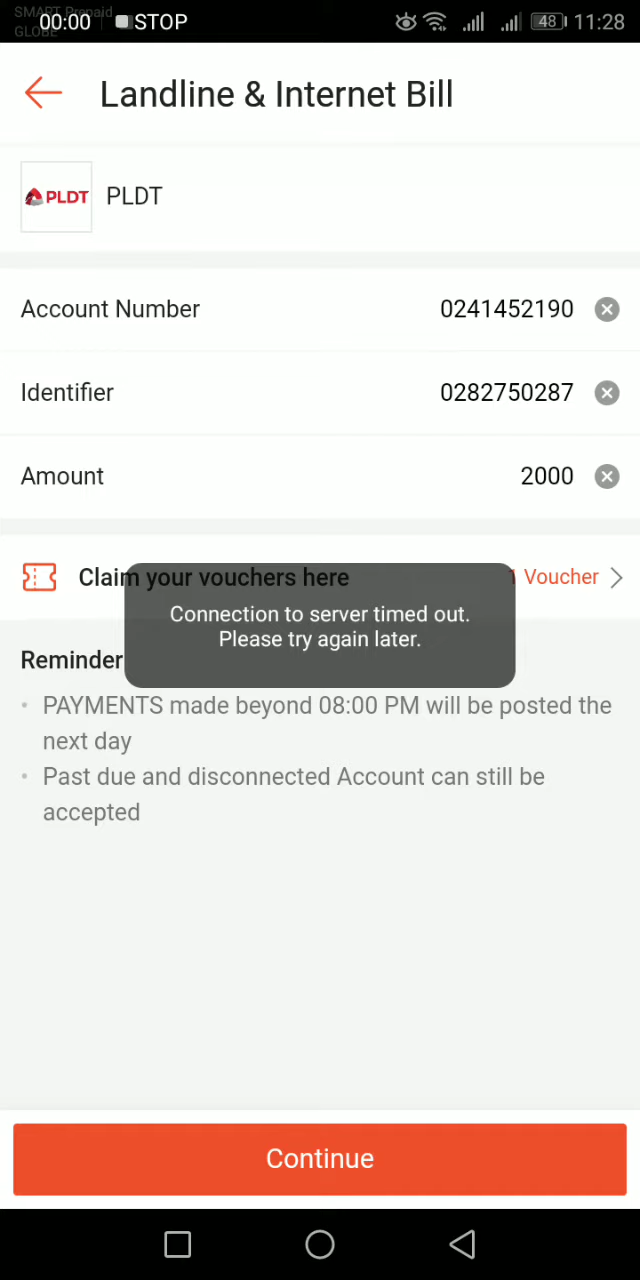 SMART Prepaid
GLOBE
00:00 STOP 48 11:28
Landline & Internet Bill
PLDT PLDT
Account Number 0241452190
Identifier 0282750287
Amount 2000
Claim your vouchers here 1 Voucher
Connection to server timed out.
Please try again later.
Reminder
• PAYMENTS made beyond 08:00 PM will be posted the
next day
• Past due and disconnected Account can still be
accepted
Continue